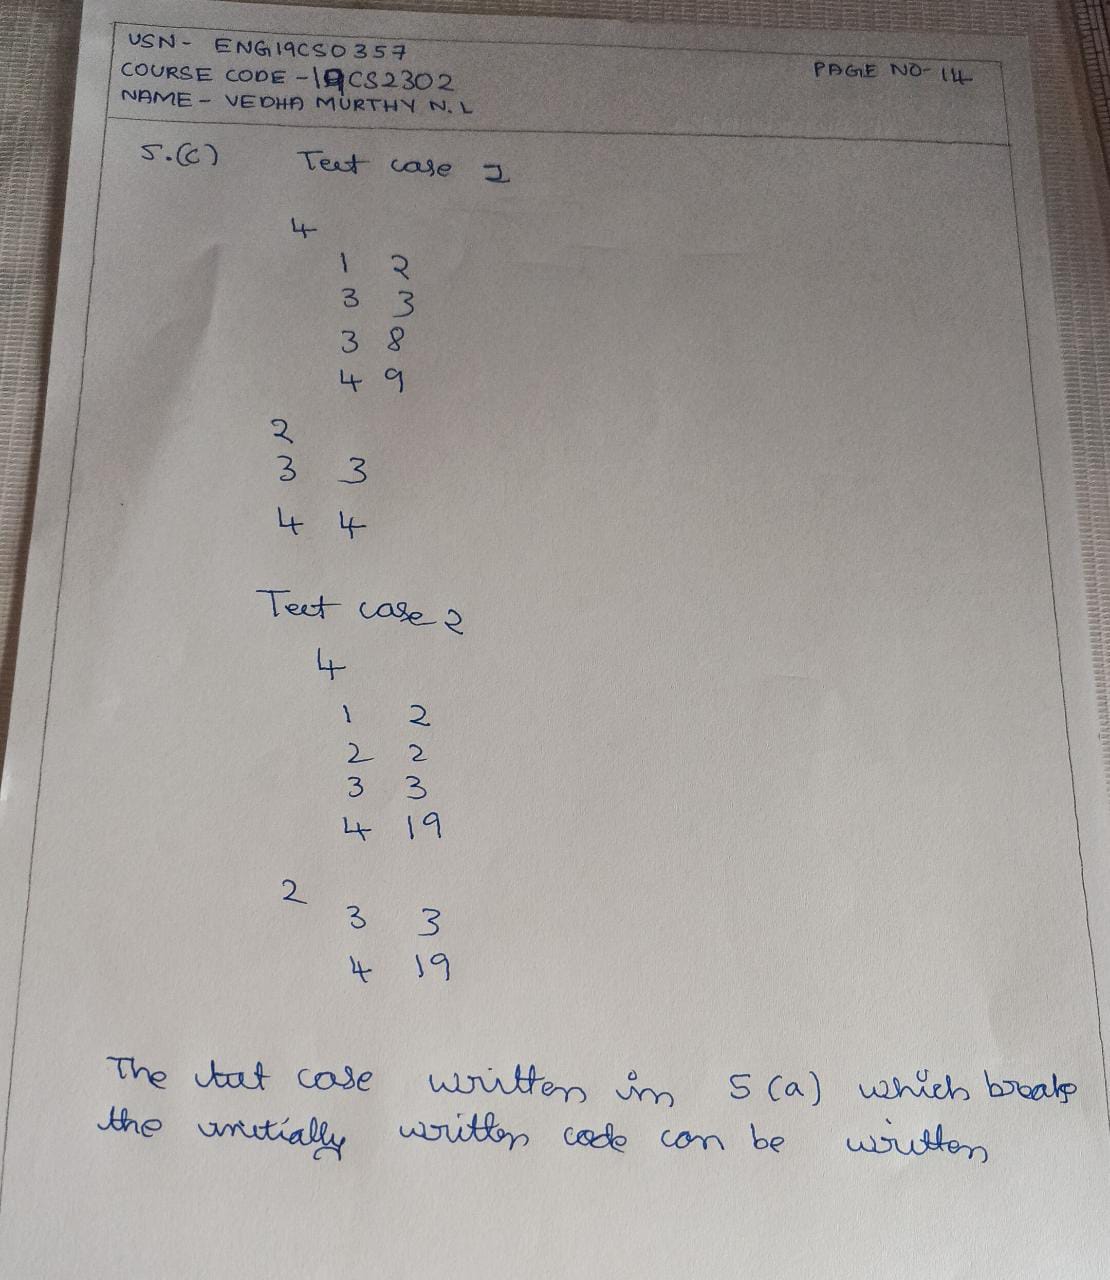 USN- ENG19CS0357
COURSE CODE -19CS2302
PAGE NO- 14
NAME - VEDHA MURTHY N.L
5.(c) Test case 1
4
1 2
3 3
3 8
4 9
2
3 3
4 4
Test case 2
4
1 2
2 2
3 3
4 19
2
3 3
4 19
The test case written in 5 (a) which breaks
the initially written code can be written